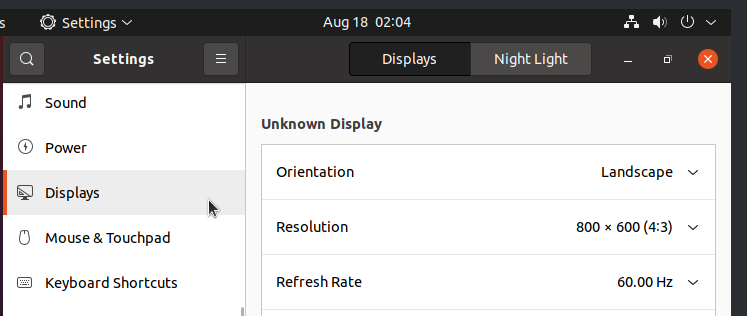 s Settings Aug 18 02:04
Settings Displays Night Light
Sound
Power
Displays
Mouse & Touchpad
Keyboard Shortcuts
Unknown Display
Orientation Landscape
Resolution 800 × 600 (4:3)
Refresh Rate 60.00 Hz